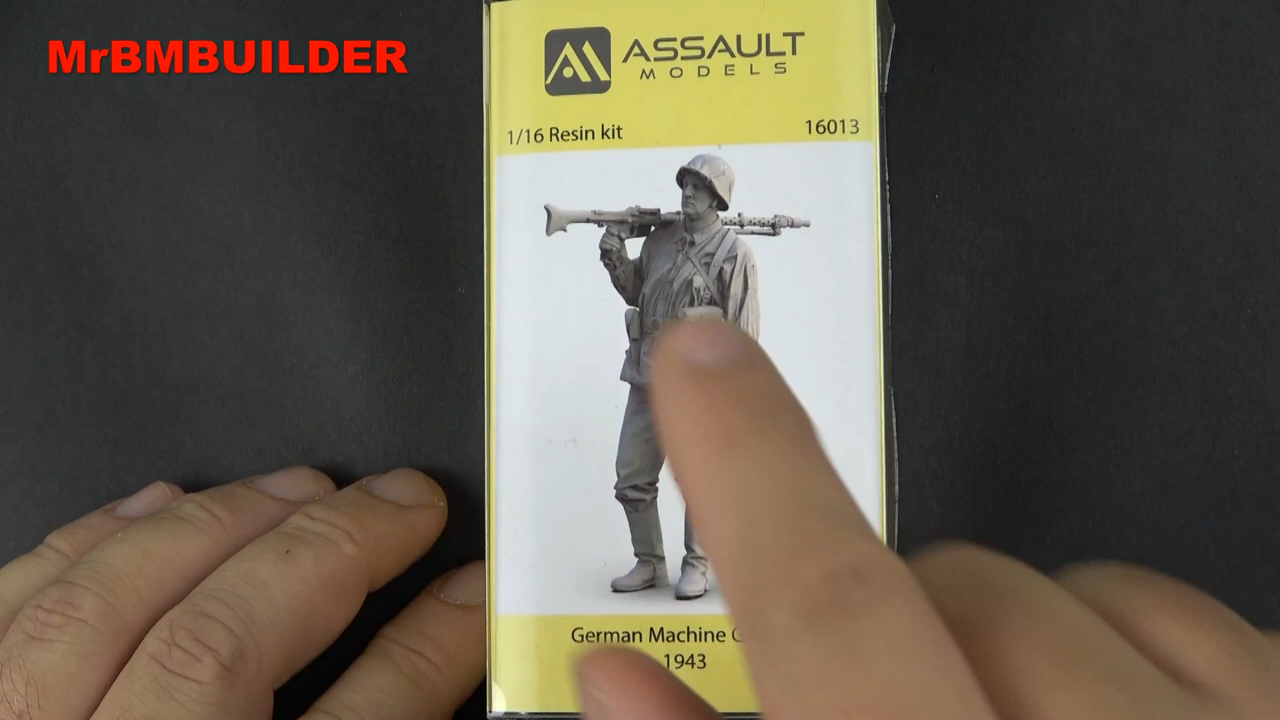 MrBMBUILDER
ASSAULT
MODELS
1/16 Resin kit
16013
German Machine
1943